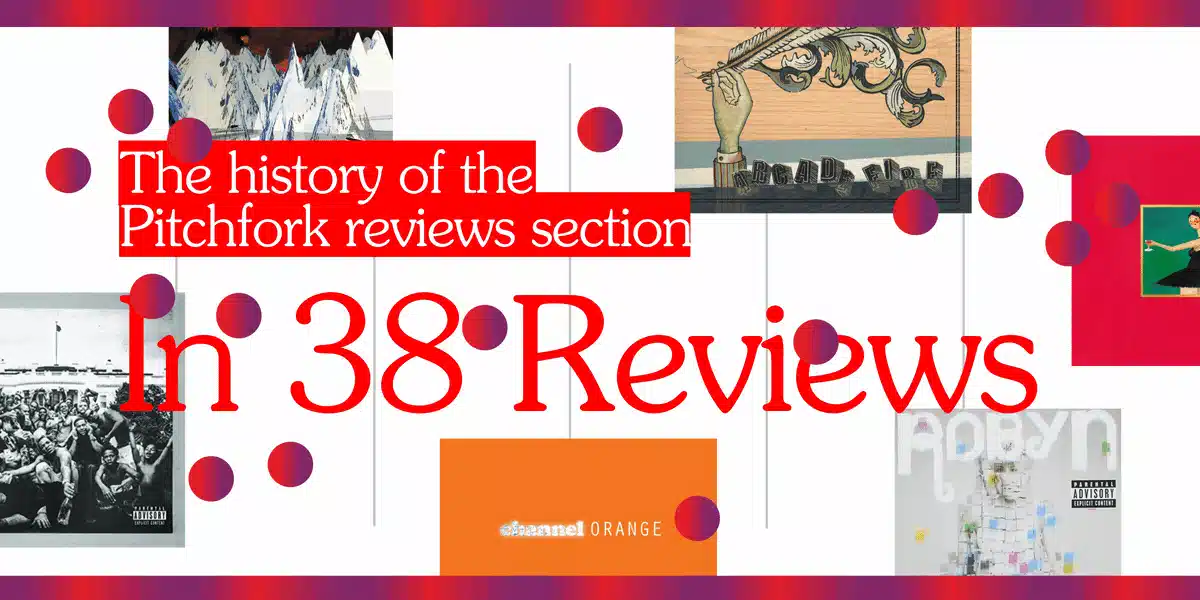 The history of the
Pitchfork reviews section
In 38 Reviews
ARCADE FIRE
channel ORANGE
ROBYN
PARENTAL
ADVISORY
EXPLICIT CONTENT
PARENTAL
ADVISORY
EXPLICIT CONTENT